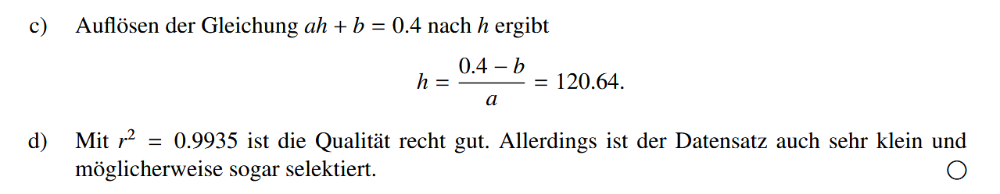 c) Auflösen der Gleichung ah + b = 0.4 nach h ergibt
h = \frac{0.4 − b}{a} = 120.64.
d) Mit r² = 0.9935 ist die Qualität recht gut. Allerdings ist der Datensatz auch sehr klein und
möglicherweise sogar selektiert. ○